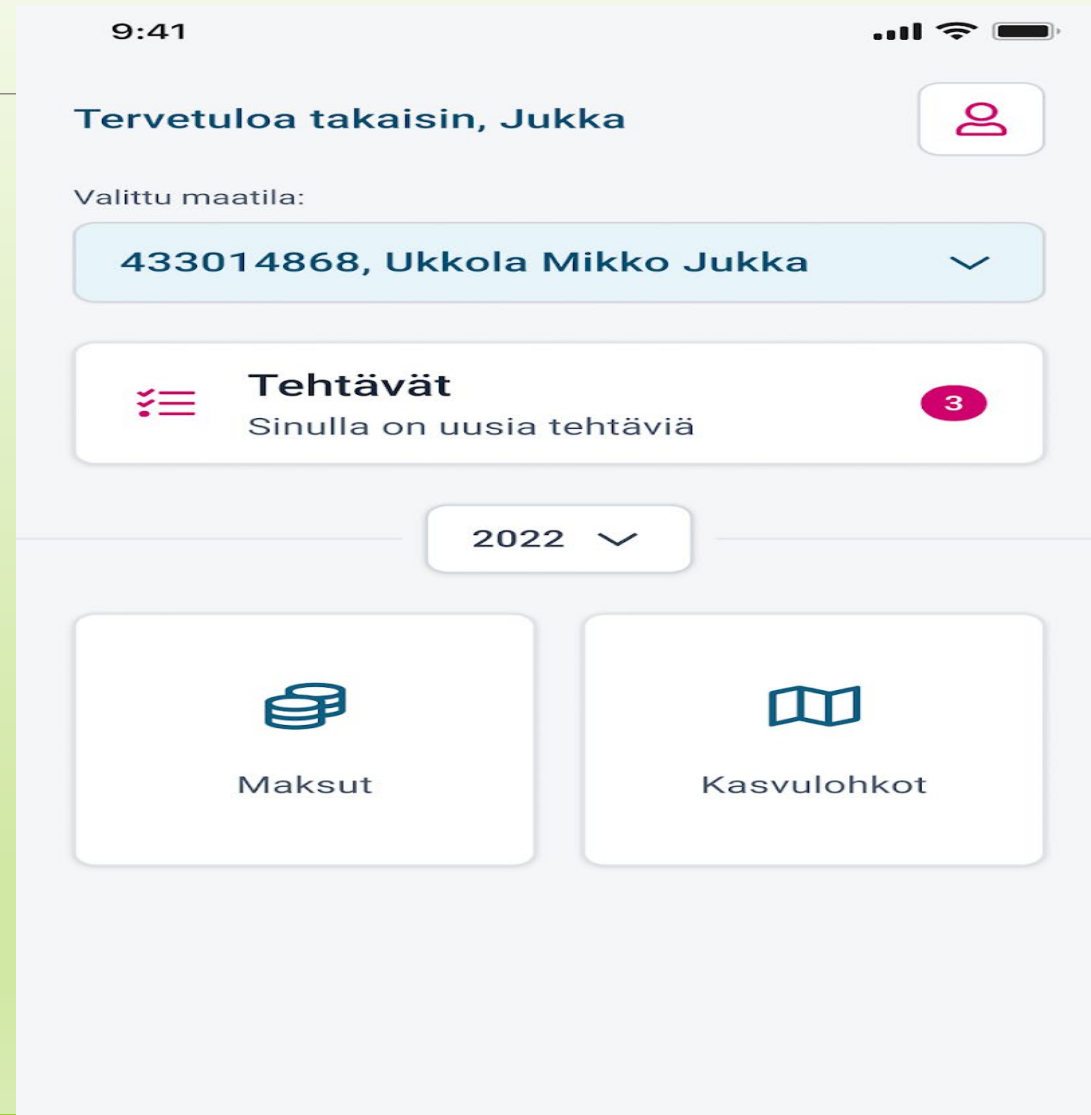 9:41
Tervetuloa takaisin, Jukka
Valittu maatila:
433014868, Ukkola Mikko Jukka
Tehtävät
Sinulla on uusia tehtäviä
3
2022
Maksut
Kasvulohkot